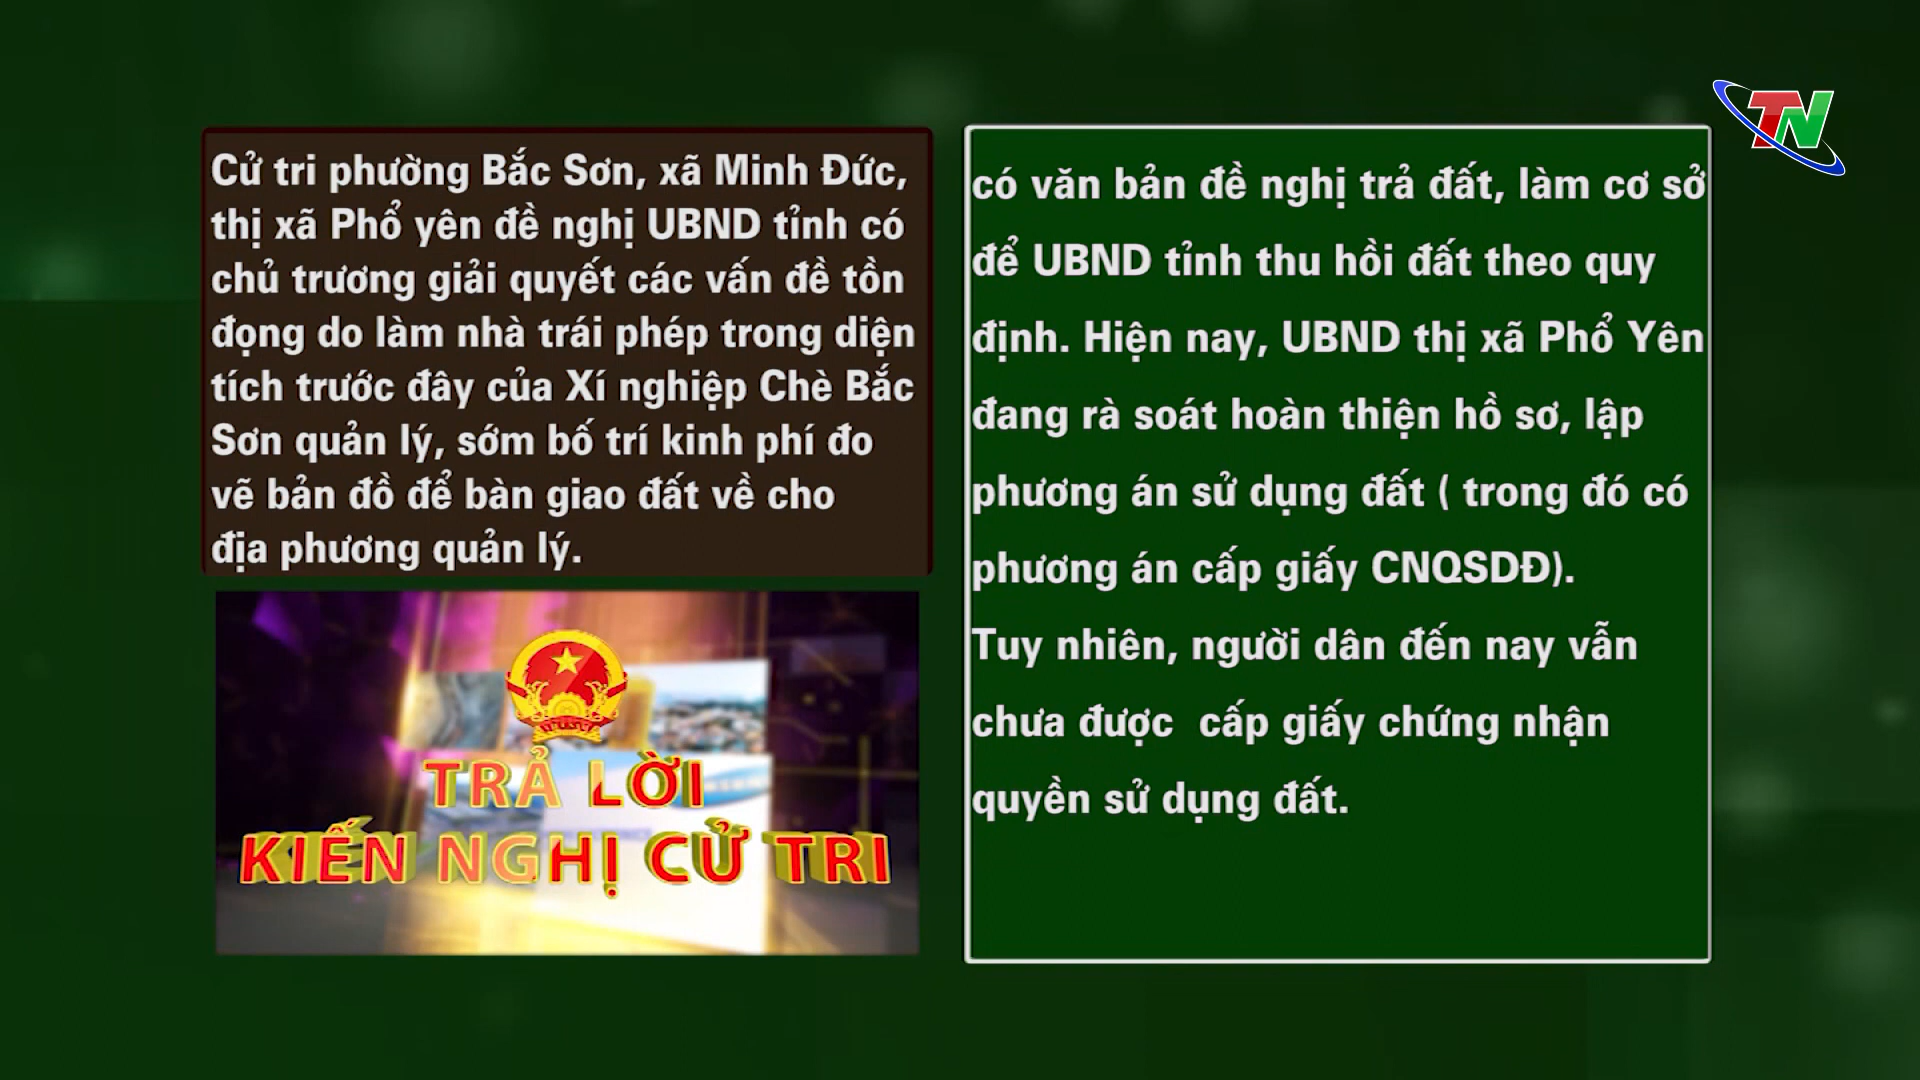 Cử tri phường Bắc Sơn, xã Minh Đức,
thị xã Phổ yên đề nghị UBND tỉnh có
chủ trương giải quyết các vấn đề tồn
đọng do làm nhà trái phép trong diện
tích trước đây của Xí nghiệp Chè Bắc
Sơn quản lý, sớm bố trí kinh phí đo
vẽ bản đồ để bàn giao đất về cho
địa phương quản lý.
TRẢ LỜI
KIẾN NGHỊ CỬ TRI
có văn bản đề nghị trả đất, làm cơ sở
để UBND tỉnh thu hồi đất theo quy
định. Hiện nay, UBND thị xã Phổ Yên
đang rà soát hoàn thiện hồ sơ, lập
phương án sử dụng đất ( trong đó có
phương án cấp giấy CNQSDĐ).
Tuy nhiên, người dân đến nay vẫn
chưa được  cấp giấy chứng nhận
quyền sử dụng đất.
TN